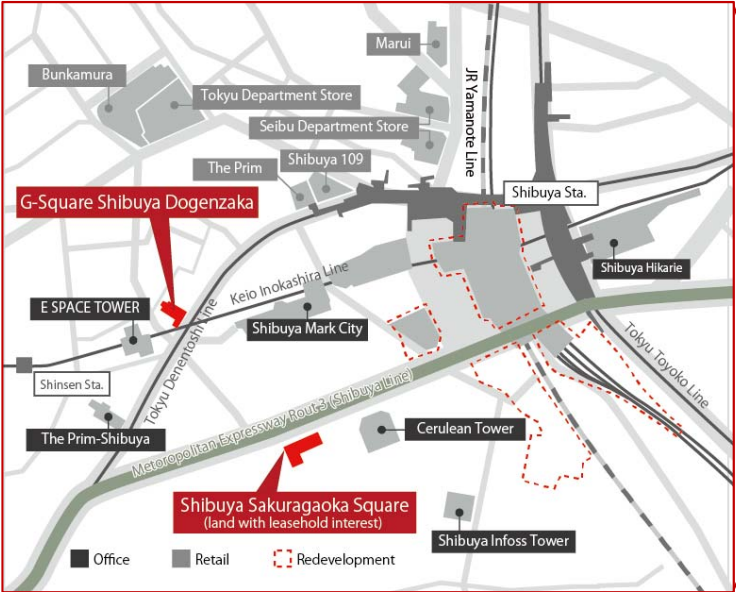 Marui
Bunkamura
Tokyu Department Store
Seibu Department Store
JR Yamanote Line
The Prim
Shibuya 109
Shibuya Sta.
G-Square Shibuya Dogenzaka
Shibuya Hikarie
Keio Inokashira Line
E SPACE TOWER
Shibuya Mark City
Tokyu Denentoshi Line
Tokyu Toyoko Line
Shinsen Sta.
Metoropolitan Expressway Rout 3 (Shibuya Line)
The Prim-Shibuya
Cerulean Tower
Shibuya Sakuragaoka Square
(land with leasehold interest)
Shibuya Infoss Tower
Office
Retail
Redevelopment